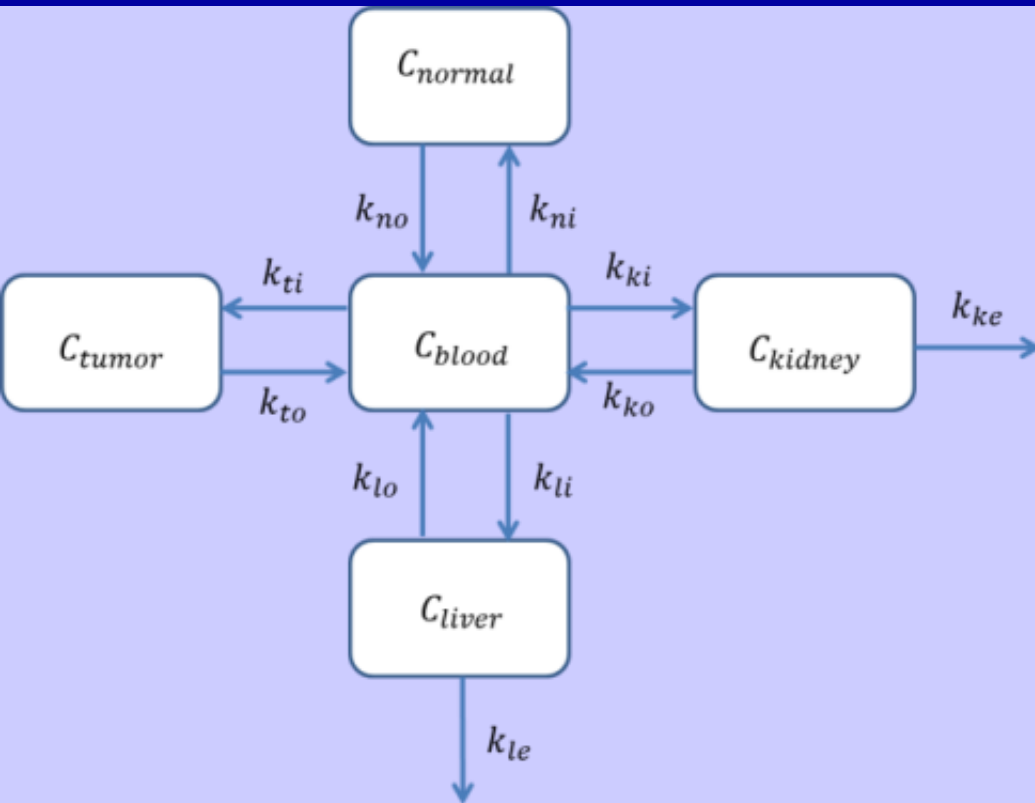 C_normal
k_no
k_ni
k_ti
k_ki
k_ke
C_tumor
C_blood
C_kidney
k_to
k_ko
k_lo
k_li
C_liver
k_le